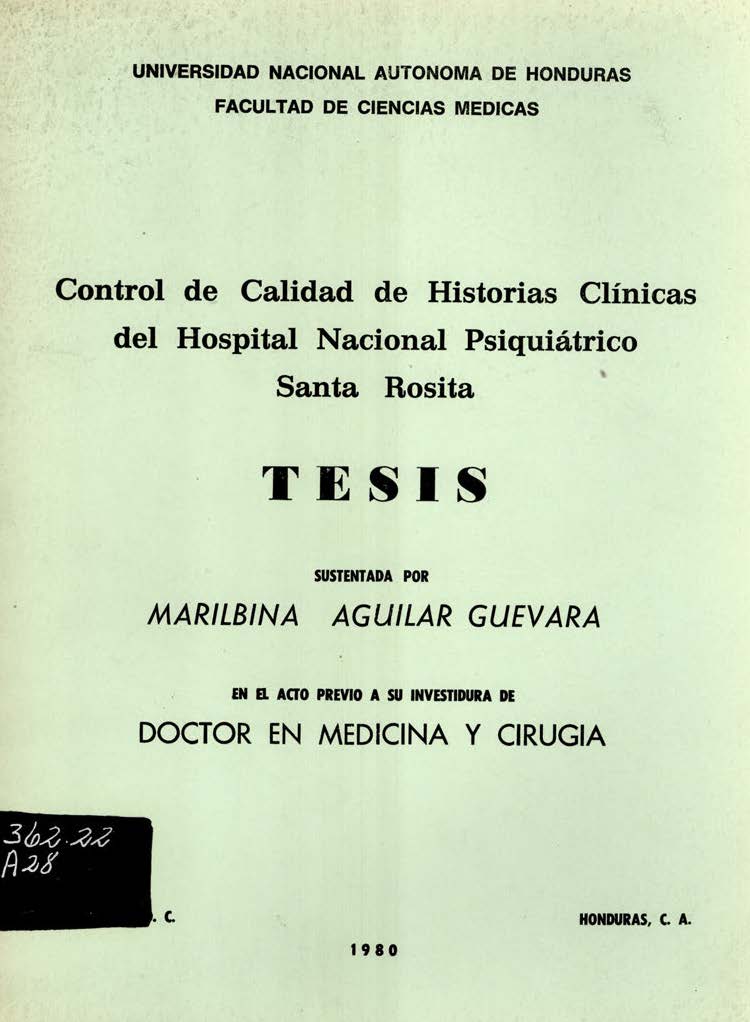 UNIVERSIDAD NACIONAL AUTONOMA DE HONDURAS
FACULTAD DE CIENCIAS MEDICAS
Control de Calidad de Historias Clínicas
del Hospital Nacional Psiquiátrico
Santa Rosita
TESIS
SUSTENTADA POR
MARILBINA AGUILAR GUEVARA
EN EL ACTO PREVIO A SU INVESTIDURA DE
DOCTOR EN MEDICINA Y CIRUGIA
362.22
A28
. C. HONDURAS, C. A.
1980